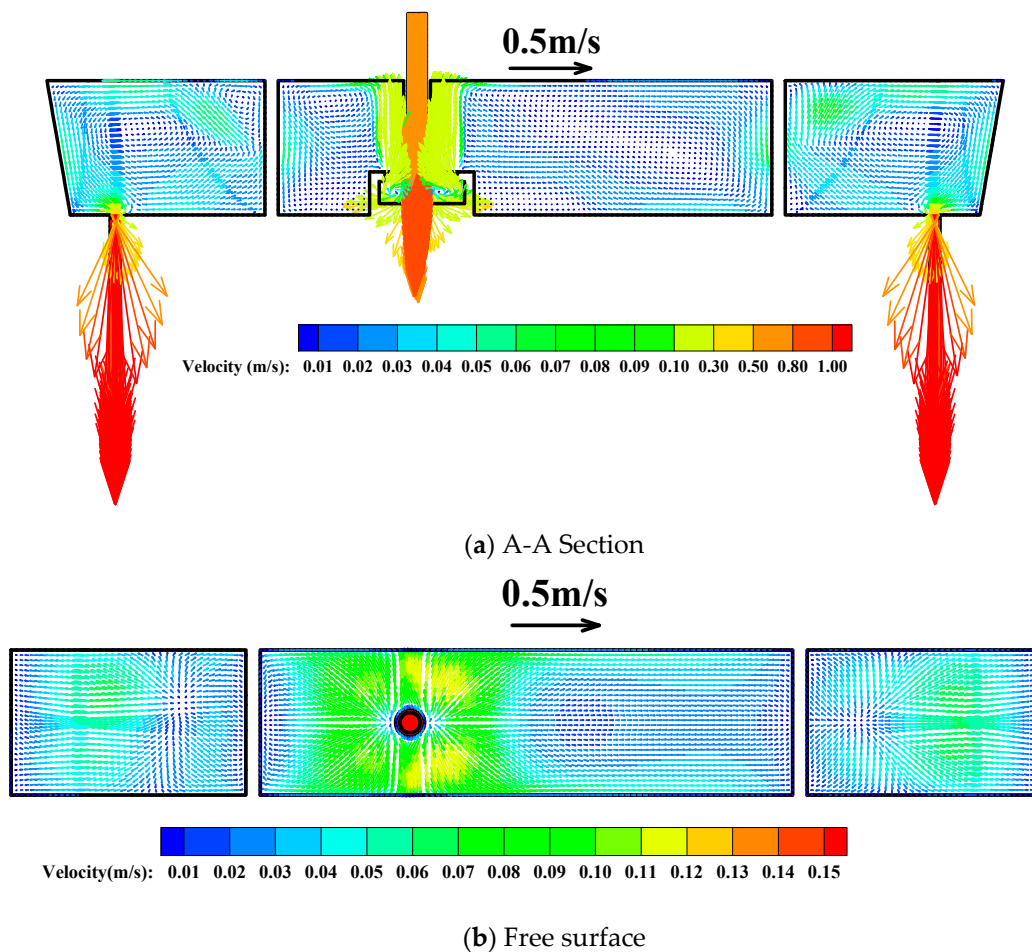 0.5m/s
Velocity (m/s): 0.01 0.02 0.03 0.04 0.05 0.06 0.07 0.08 0.09 0.10 0.30 0.50 0.80 1.00
(a) A-A Section
0.5m/s
Velocity(m/s): 0.01 0.02 0.03 0.04 0.05 0.06 0.07 0.08 0.09 0.10 0.11 0.12 0.13 0.14 0.15
(b) Free surface